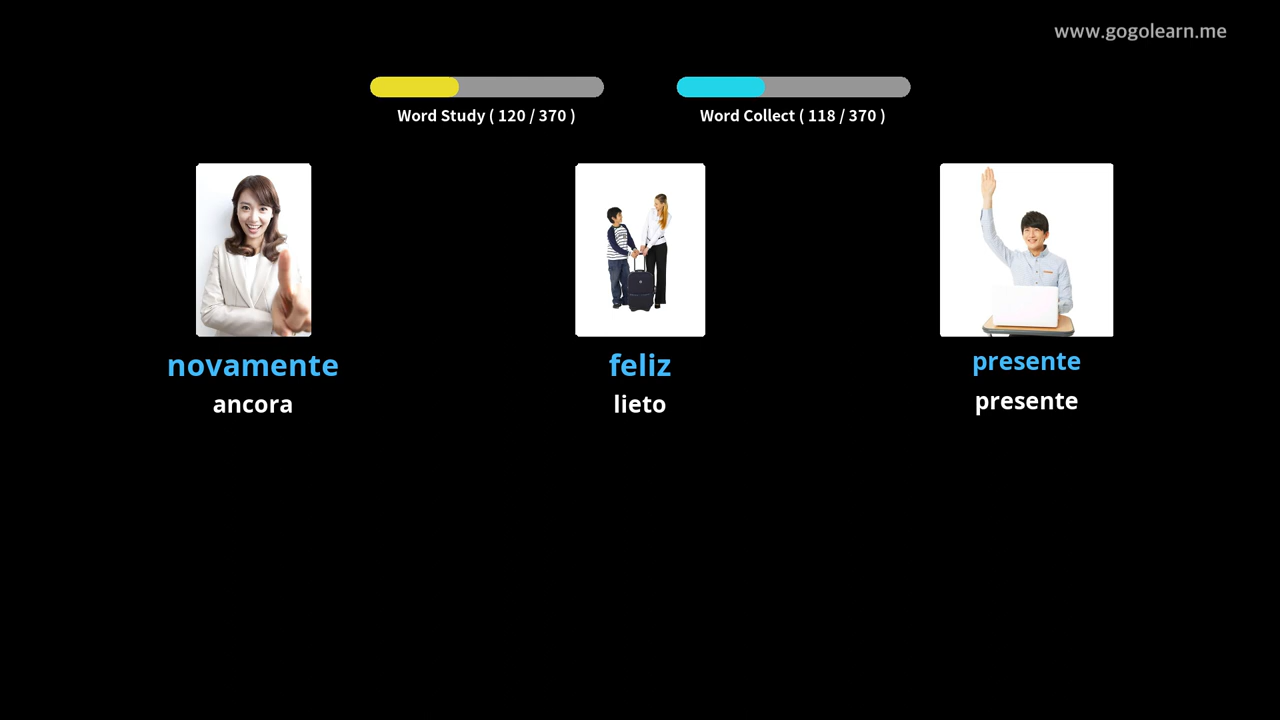 www.gogolearn.me
Word Study ( 120 / 370 )
Word Collect ( 118 / 370 )
novamente
ancora
feliz
lieto
presente
presente